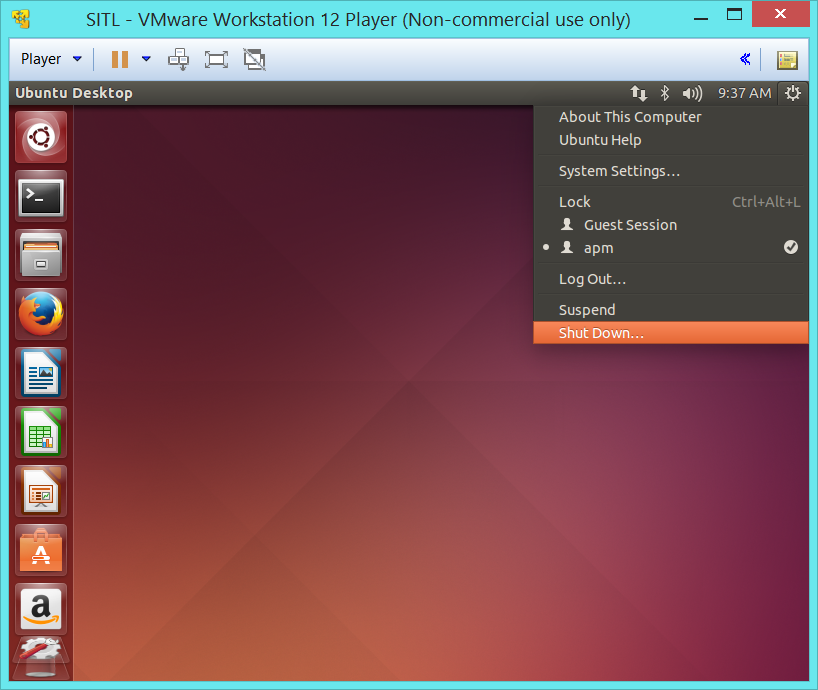 SITL - VMware Workstation 12 Player (Non-commercial use only)
Player
Ubuntu Desktop
9:37 AM
About This Computer
Ubuntu Help
System Settings…
Lock Ctrl+Alt+L
Guest Session
apm
Log Out…
Suspend
Shut Down…
>_
A
a